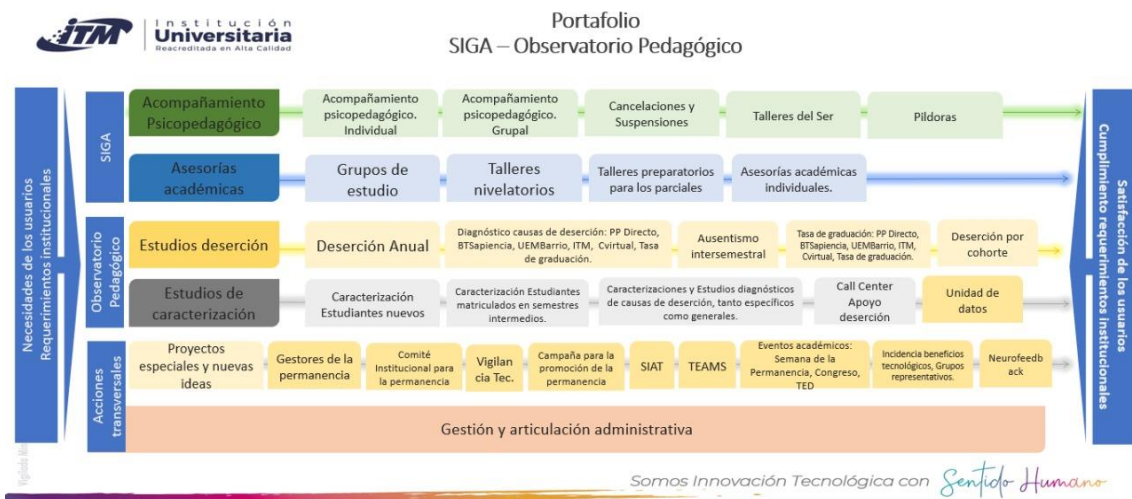 iTM
Institución
Universitaria
Reacreditada en Alta Calidad
Portafolio
SIGA – Observatorio Pedagógico
Necesidades de los usuarios
Requerimientos institucionales
SIGA
Acompañamiento
Psicopedagógico
Acompañamiento
psicopedagógico.
Individual
Acompañamiento
psicopedagógico.
Grupal
Cancelaciones y
Suspensiones
Talleres del Ser
Píldoras
Asesorías
académicas
Grupos de
estudio
Talleres
nivelatorios
Talleres preparatorios
para los parciales
Asesorías académicas
individuales.
Observatorio
Pedagógico
Estudios deserción
Deserción Anual
Diagnóstico causas de deserción: PP Directo,
BTSapiencia, UEMBarrio, ITM, Cvirtual, Tasa
de graduación.
Ausentismo
intersemestral
Tasa de graduación: PP Directo,
BTSapiencia, UEMBarrio, ITM,
Cvirtual, Tasa de graduación.
Deserción por
cohorte
Estudios de
caracterización
Caracterización
Estudiantes nuevos
Caracterización Estudiantes
matriculados en semestres
intermedios.
Caracterizaciones y Estudios diagnósticos
de causas de deserción, tanto específicos
como generales.
Call Center
Apoyo
deserción
Unidad de
datos
Acciones
transversales
Proyectos
especiales y nuevas
ideas
Gestores de la
permanencia
Comité
Institucional para
la permanencia
Vigilan
cia Tec.
Campaña para la
promoción de la
permanencia
SIAT
TEAMS
Eventos académicos:
Semana de la
Permanencia, Congreso,
TED
Incidencia beneficios
tecnológicos, Grupos
representativos.
Neurofeedb
ack
Gestión y articulación administrativa
Satisfacción de los usuarios
Cumplimiento requerimientos institucionales
Vigilada
Somos Innovación Tecnológica con Sentido Humano